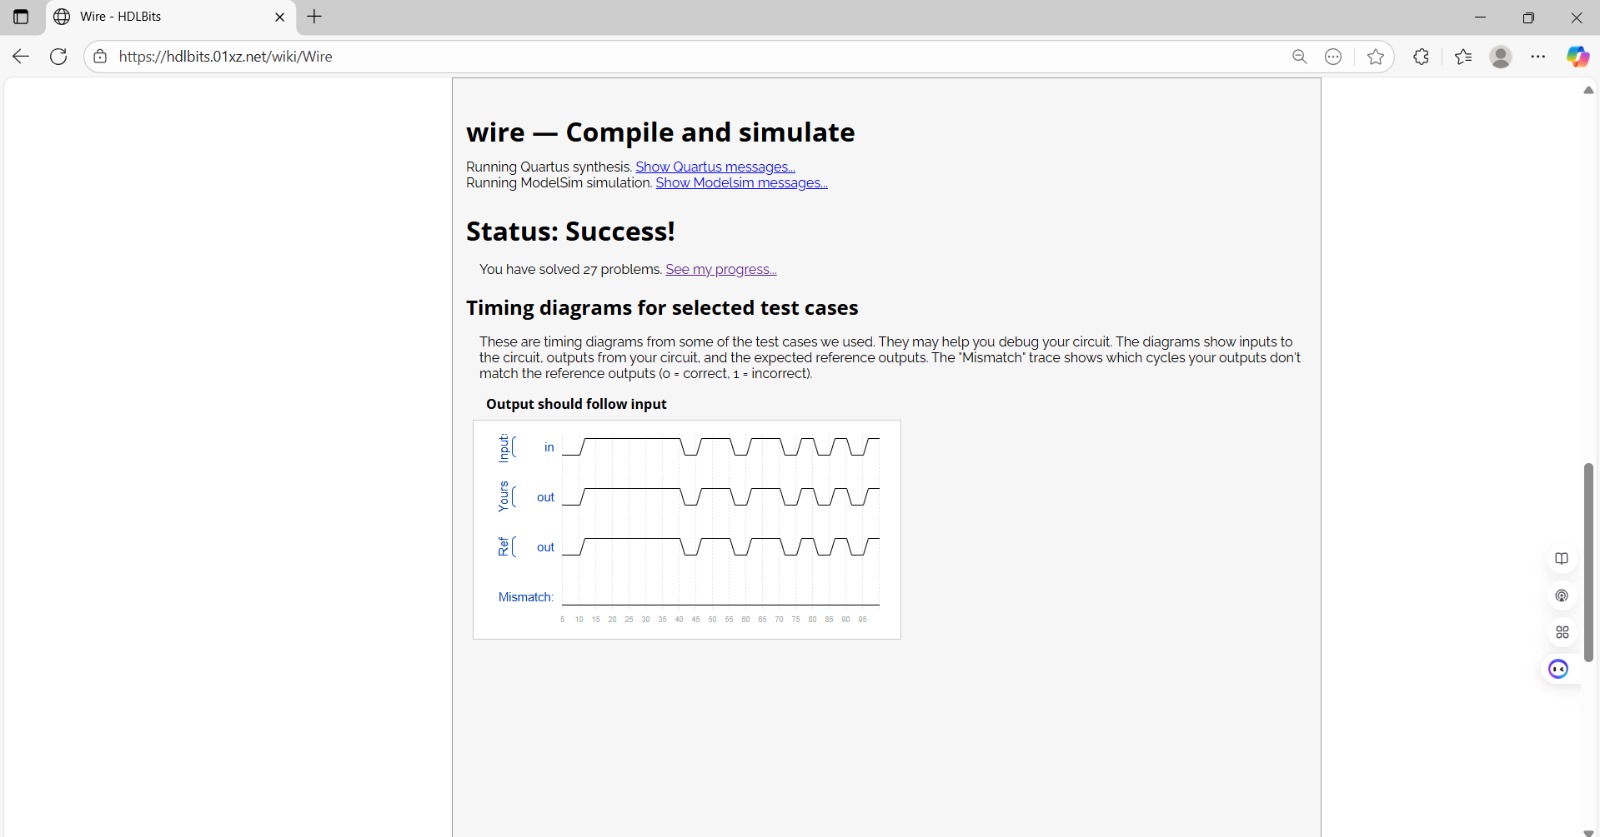 Wire - HDLBits
https://hdlbits.01xz.net/wiki/Wire
wire — Compile and simulate
Running Quartus synthesis. Show Quartus messages...
Running ModelSim simulation. Show Modelsim messages...
Status: Success!
You have solved 27 problems. See my progress...
Timing diagrams for selected test cases
These are timing diagrams from some of the test cases we used. They may help you debug your circuit. The diagrams show inputs to
the circuit, outputs from your circuit, and the expected reference outputs. The "Mismatch" trace shows which cycles your outputs don't
match the reference outputs (0 = correct, 1 = incorrect).
Output should follow input
Input: in
Yours out
Ref out
Mismatch:
5 10 15 20 25 30 35 40 45 50 55 60 65 70 75 80 85 90 95